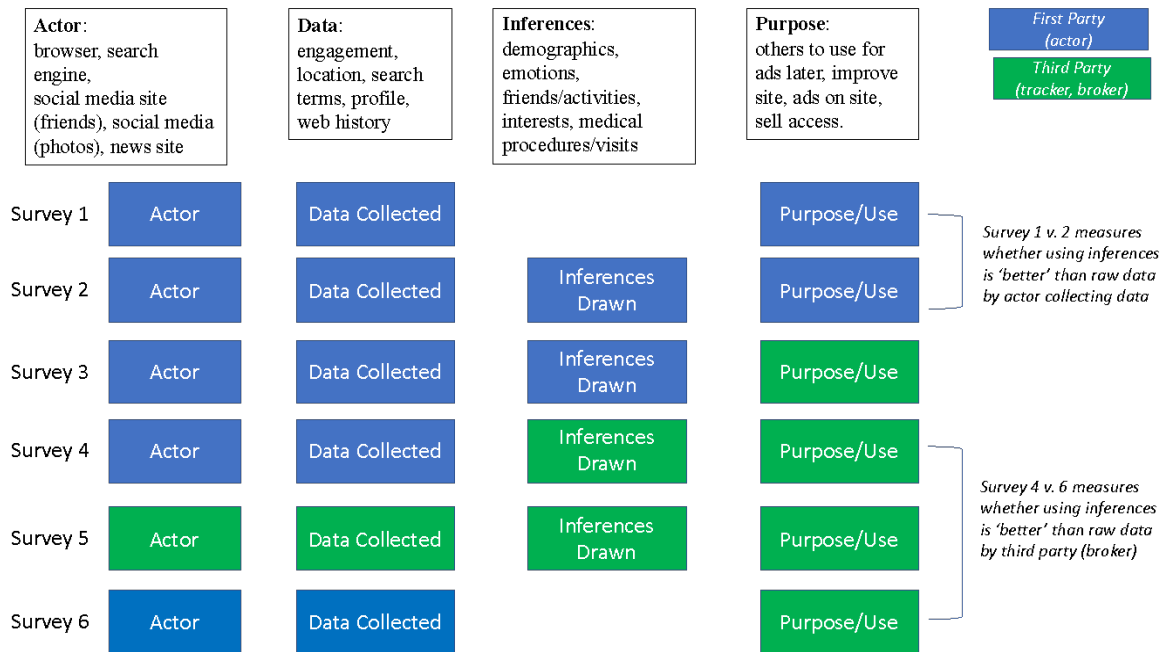 Actor:
browser, search
engine,
social media site
(friends), social media
(photos), news site
Data:
engagement,
location, search
terms, profile,
web history
Inferences:
demographics,
emotions,
friends/activities,
interests, medical
procedures/visits
Purpose:
others to use for
ads later, improve
site, ads on site,
sell access.
First Party
(actor)
Third Party
(tracker, broker)
Survey 1
Actor
Data Collected
Purpose/Use
Survey 2
Actor
Data Collected
Inferences
Drawn
Purpose/Use
Survey 1 v. 2 measures
whether using inferences
is ‘better’ than raw data
by actor collecting data
Survey 3
Actor
Data Collected
Inferences
Drawn
Purpose/Use
Survey 4
Actor
Data Collected
Inferences
Drawn
Purpose/Use
Survey 5
Actor
Data Collected
Inferences
Drawn
Purpose/Use
Survey 4 v. 6 measures
whether using inferences
is ‘better’ than raw data
by third party (broker)
Survey 6
Actor
Data Collected
Purpose/Use